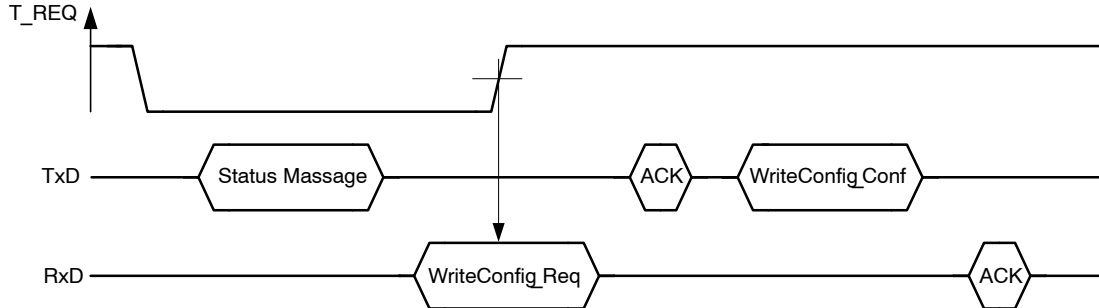 T_REQ
TxD
Status Massage
ACK
WriteConfig_Conf
RxD
WriteConfig_Req
ACK